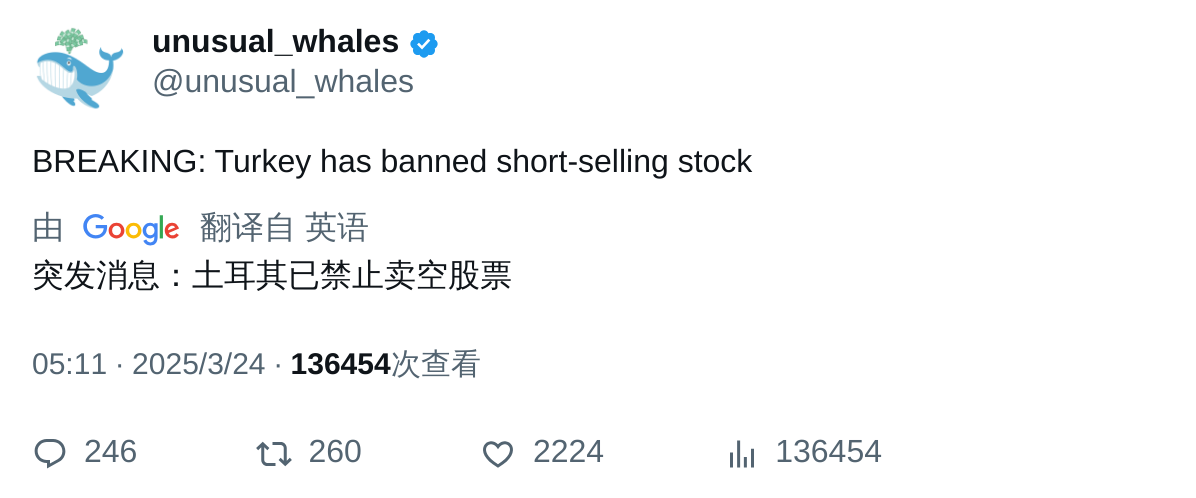 unusual_whales
@unusual_whales
BREAKING: Turkey has banned short-selling stock
由 Google 翻译自 英语
突发消息：土耳其已禁止卖空股票
05:11 · 2025/3/24 · 136454次查看
246 260 2224 136454